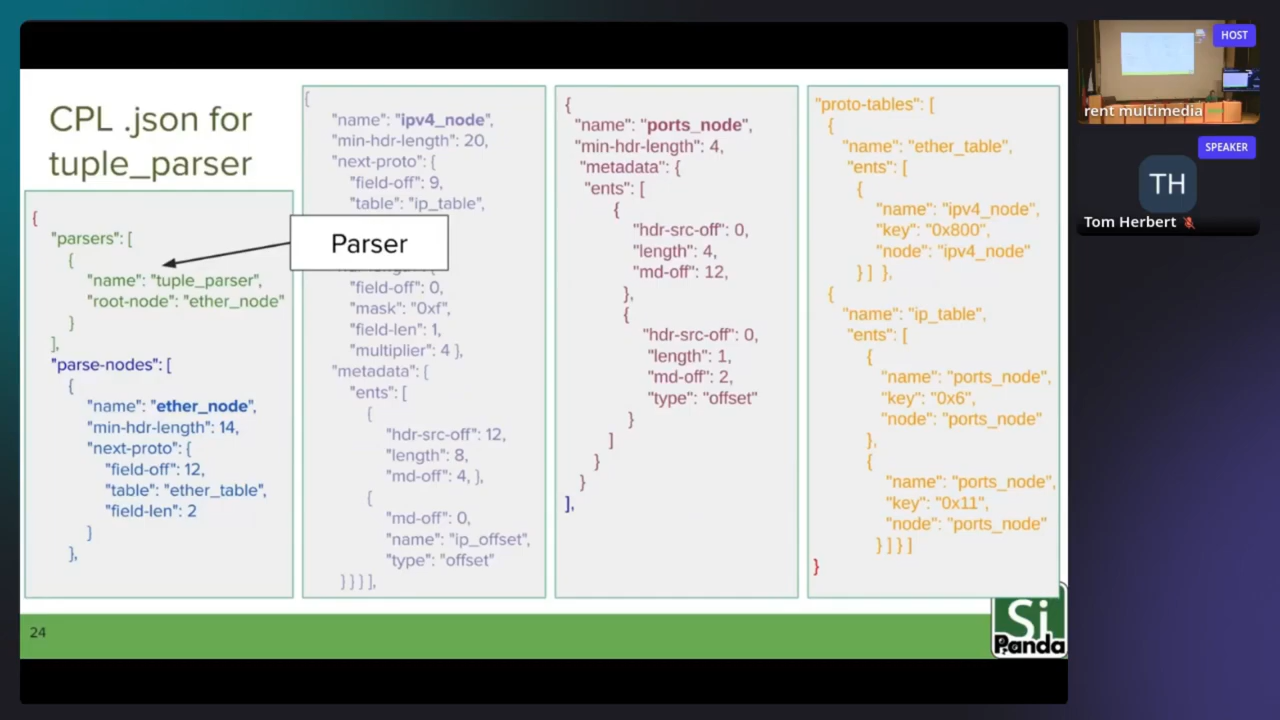 CPL .json for
tuple_parser
{
"parsers": [
{
"name": "tuple_parser",
"root-node": "ether_node"
}
],
"parse-nodes": [
{
"name": "ether_node",
"min-hdr-length": 14,
"next-proto": {
"field-off": 12,
"table": "ether_table",
"field-len": 2
]
},
Parser
{
"name": "ipv4_node",
"min-hdr-length": 20,
"next-proto": {
"field-off": 9,
"table": "ip_table",
"field-off": 0,
"mask": "0xf",
"field-len": 1,
"multiplier": 4 },
"metadata": {
"ents": [
{
"hdr-src-off": 12,
"length": 8,
"md-off": 4, },
{
"md-off": 0,
"name": "ip_offset",
"type": "offset"
} ] } ],
{
"name": "ports_node",
"min-hdr-length": 4,
"metadata": {
"ents": [
{
"hdr-src-off": 0,
"length": 4,
"md-off": 12,
},
{
"hdr-src-off": 0,
"length": 1,
"md-off": 2,
"type": "offset"
}
]
}
}
],
"proto-tables": [
{
"name": "ether_table",
"ents": [
{
"name": "ipv4_node",
"key": "0x800",
"node": "ipv4_node"
} ] },
{
"name": "ip_table",
"ents": [
{
"name": "ports_node",
"key": "0x6",
"node": "ports_node"
},
{
"name": "ports_node",
"key": "0x11",
"node": "ports_node"
} ] } ]
}
24
Si
Panda
HOST
rent multimedia
SPEAKER
TH
Tom Herbert